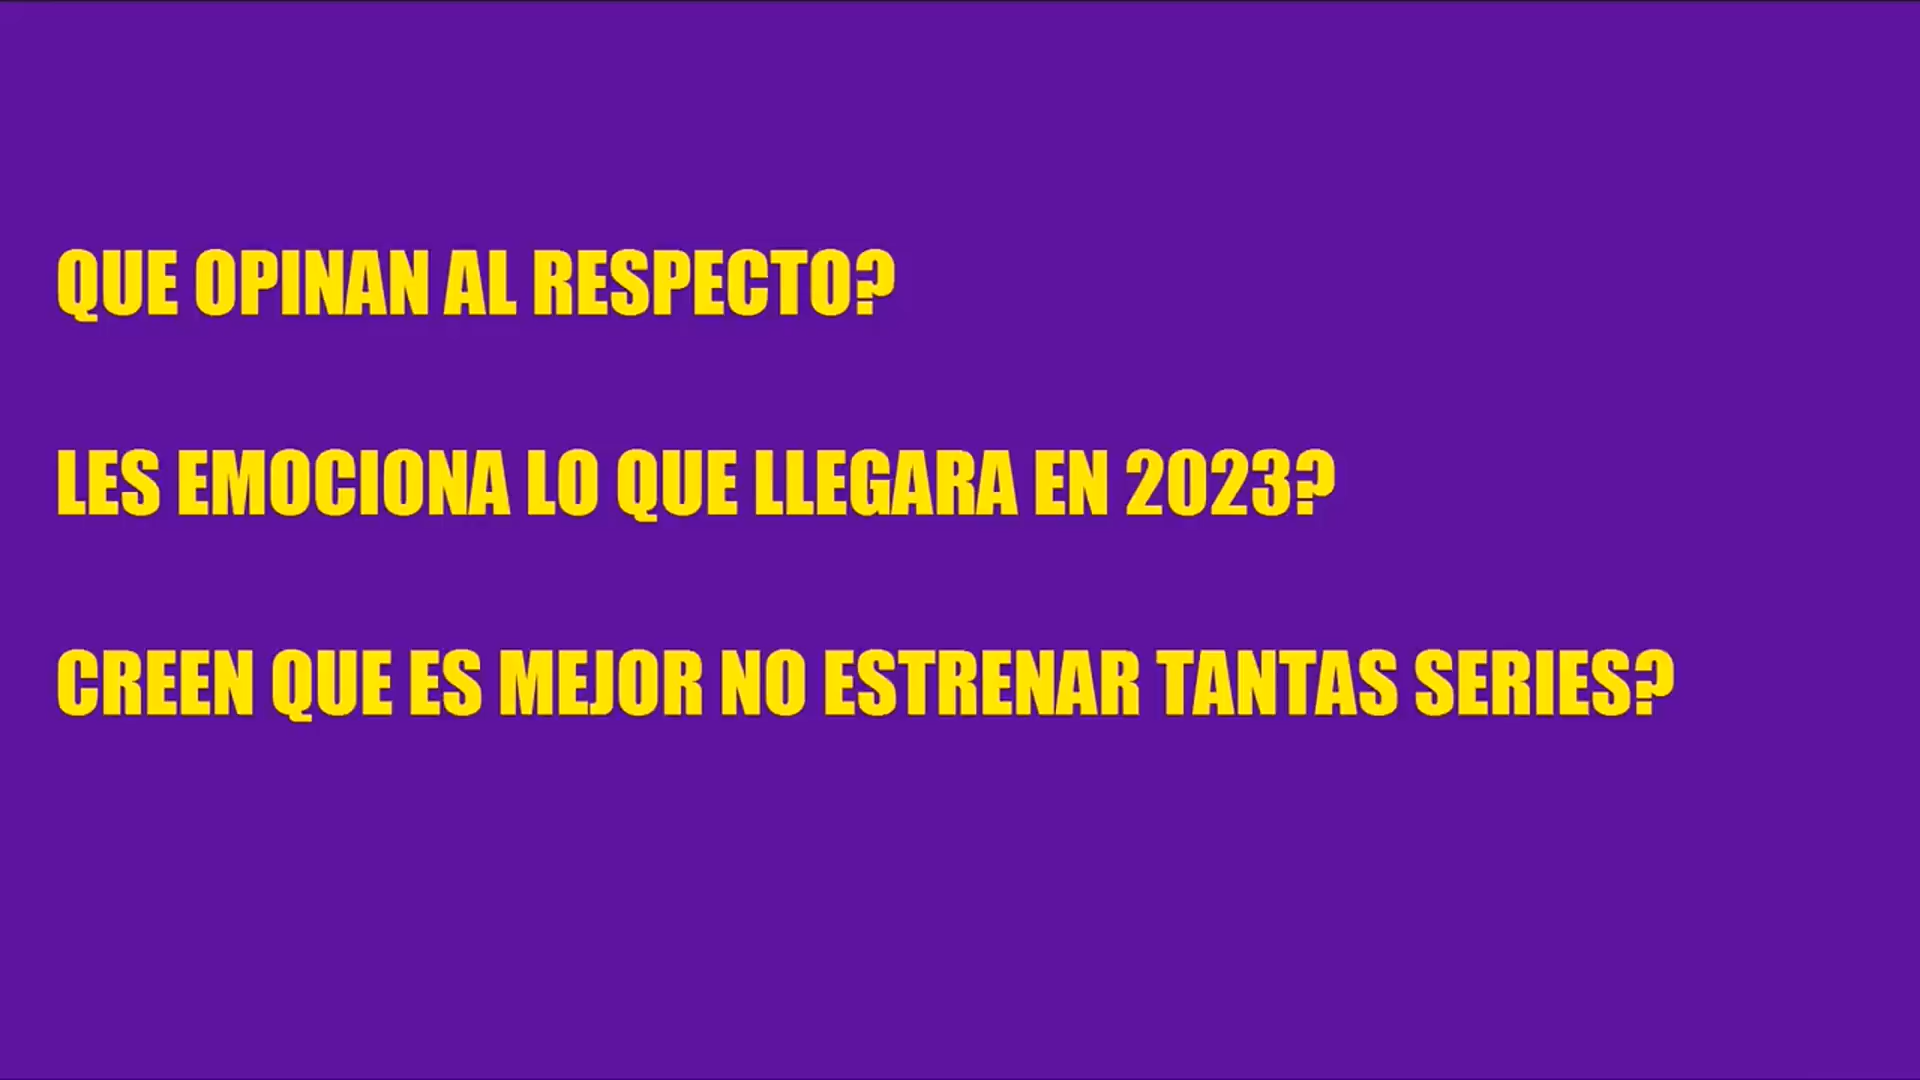 QUE OPINAN AL RESPECTO?
LES EMOCIONA LO QUE LLEGARA EN 2023?
CREEN QUE ES MEJOR NO ESTRENAR TANTAS SERIES?